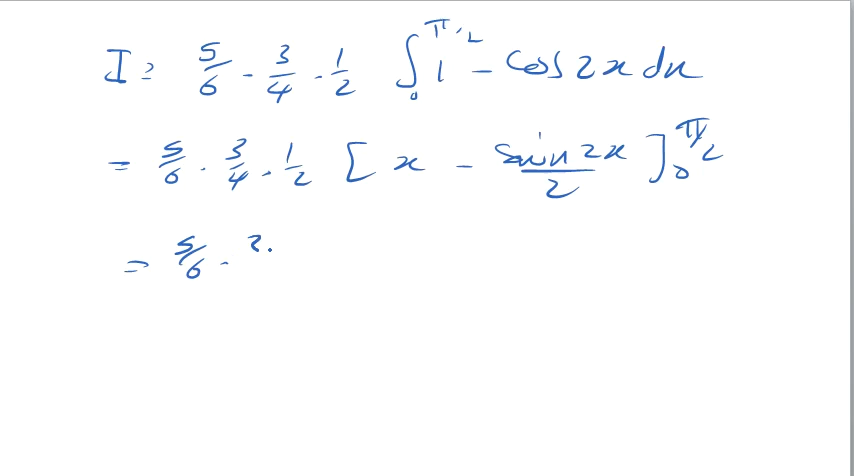 I = 5/6 · 3/4 · 1/2 ∫₀^{π/2} 1 - cos 2x dx
= 5/6 · 3/4 · 1/2 [ x - sin 2x / 2 ]₀^{π/2}
= 5/6 ·